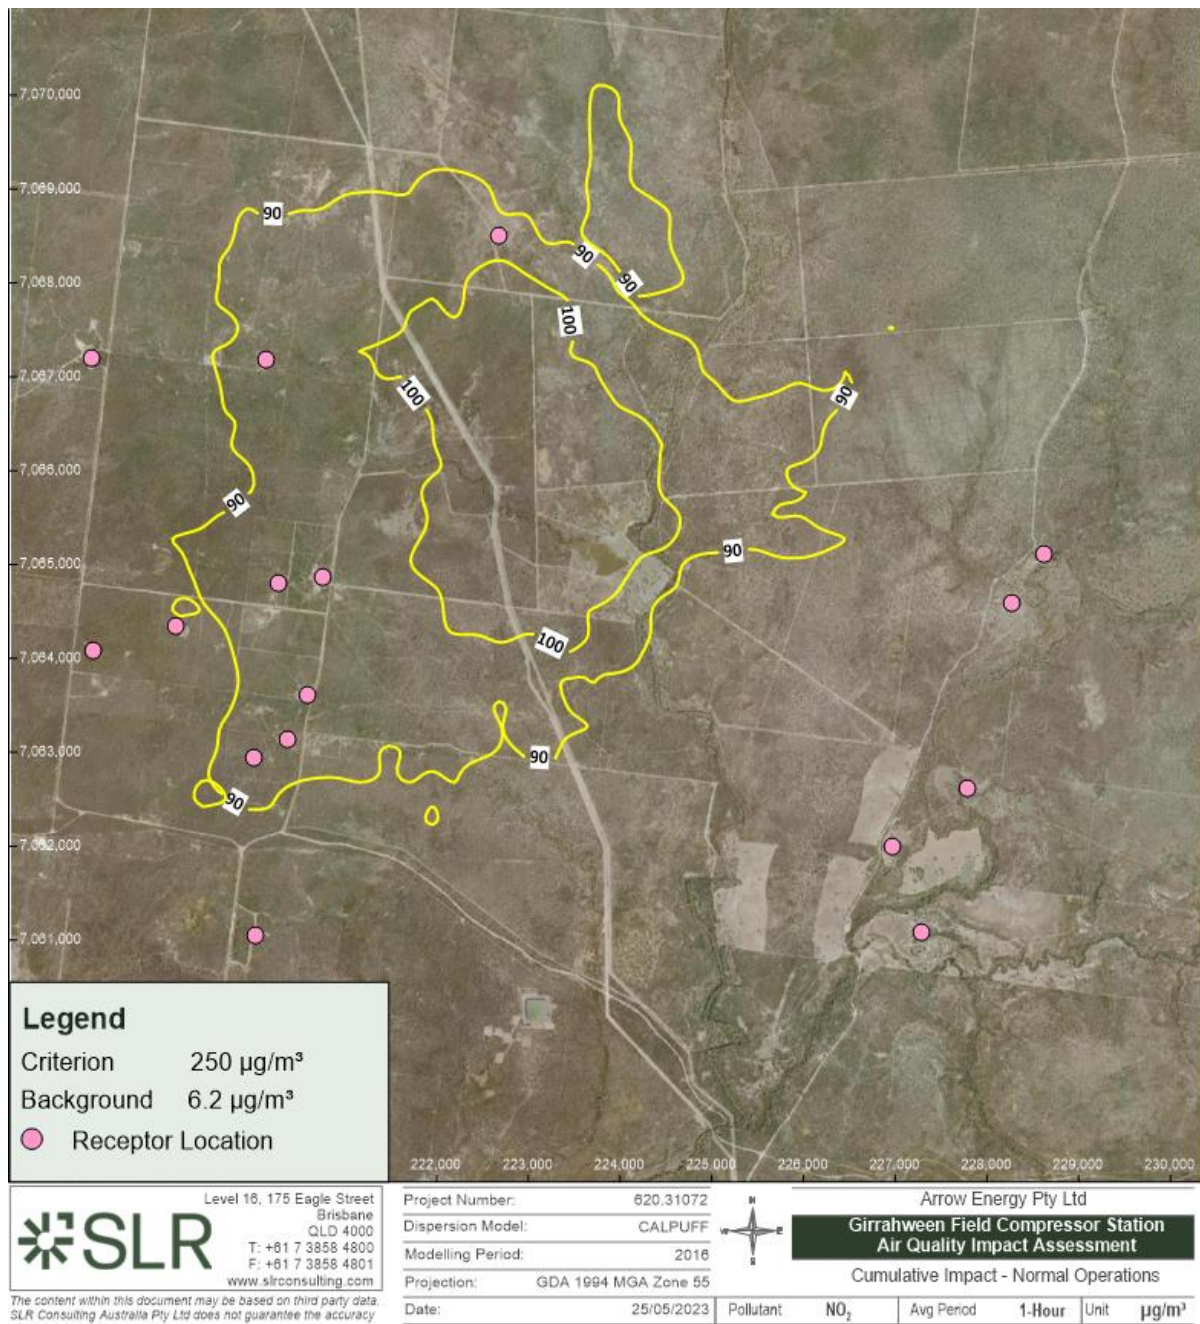 7,070,000
7,069,000
7,068,000
7,067,000
7,066,000
7,065,000
7,064,000
7,063,000
7,062,000
7,061,000
90
90
90
100
90
100
90
90
100
90
90
222,000 223,000 224,000 225,000 226,000 227,000 228,000 229,000 230,000
Legend
Criterion 250 µg/m³
Background 6.2 µg/m³
Receptor Location
SLR
Level 16, 175 Eagle Street
Brisbane
QLD 4000
T: +61 7 3858 4800
F: +61 7 3858 4801
www.slrconsulting.com
The content within this document may be based on third party data.
SLR Consulting Australia Pty Ltd does not guarantee the accuracy
Project Number: 620.31072
Dispersion Model: CALPUFF
Modelling Period: 2016
Projection: GDA 1994 MGA Zone 55
Date: 25/05/2023
N
W E
S
Arrow Energy Pty Ltd
Girrahween Field Compressor Station
Air Quality Impact Assessment
Cumulative Impact - Normal Operations
Pollutant NO₂ Avg Period 1-Hour Unit µg/m³